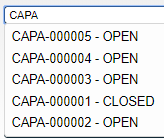 CAPA
CAPA-000005 - OPEN
CAPA-000004 - OPEN
CAPA-000003 - OPEN
CAPA-000001 - CLOSED
CAPA-000002 - OPEN